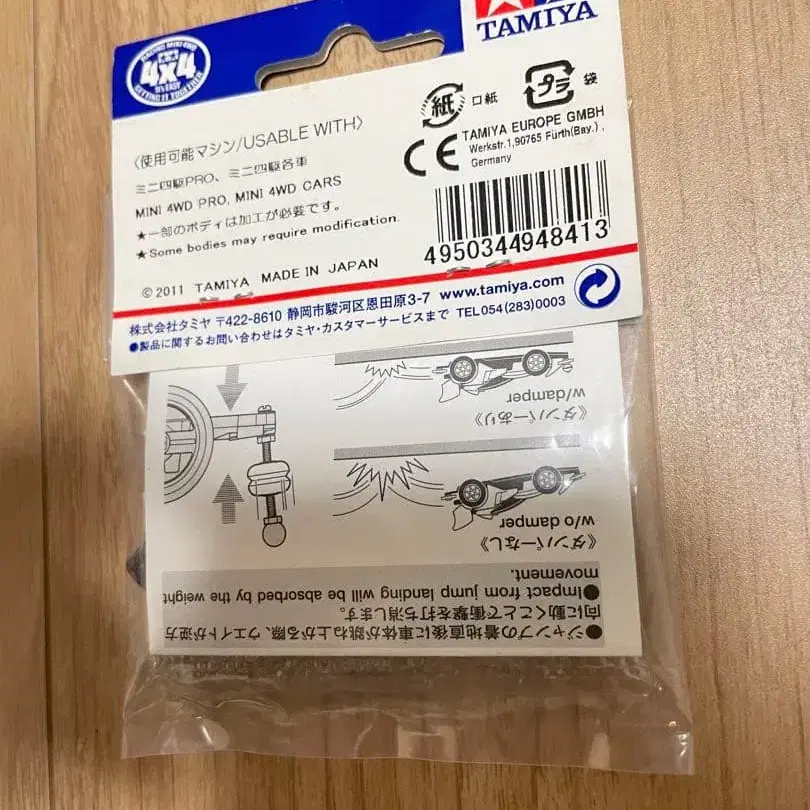 RACING MINI 4WD
4x4
IT'S EASY
GETTING IT TOGETHER
TAMIYA
紙 口紙
プラ 袋
〈使用可能マシン/USABLE WITH〉
ミニ四駆PRO、ミニ四駆各車
MINI 4WD PRO, MINI 4WD CARS
★一部のボディは加工が必要です。
★Some bodies may require modification.
© 2011 TAMIYA MADE IN JAPAN
CE TAMIYA EUROPE GMBH
Werkstr.1,90765 Fürth(Bay.),
Germany
4950344948413
株式会社タミヤ 〒422-8610 静岡市駿河区恩田原3-7 www.tamiya.com
●製品に関するお問い合わせはタミヤ・カスタマーサービスまで TEL054(283)0003
●ジャンプの着地直後に車体が跳ね上がる際、ウエイトが逆方
向に動くことで衝撃を打ち消します。
●Impact from jump landing will be absorbed by the weight
movement.
《ダンパーなし》
w/o damper
《ダンパーあり》
w/damper